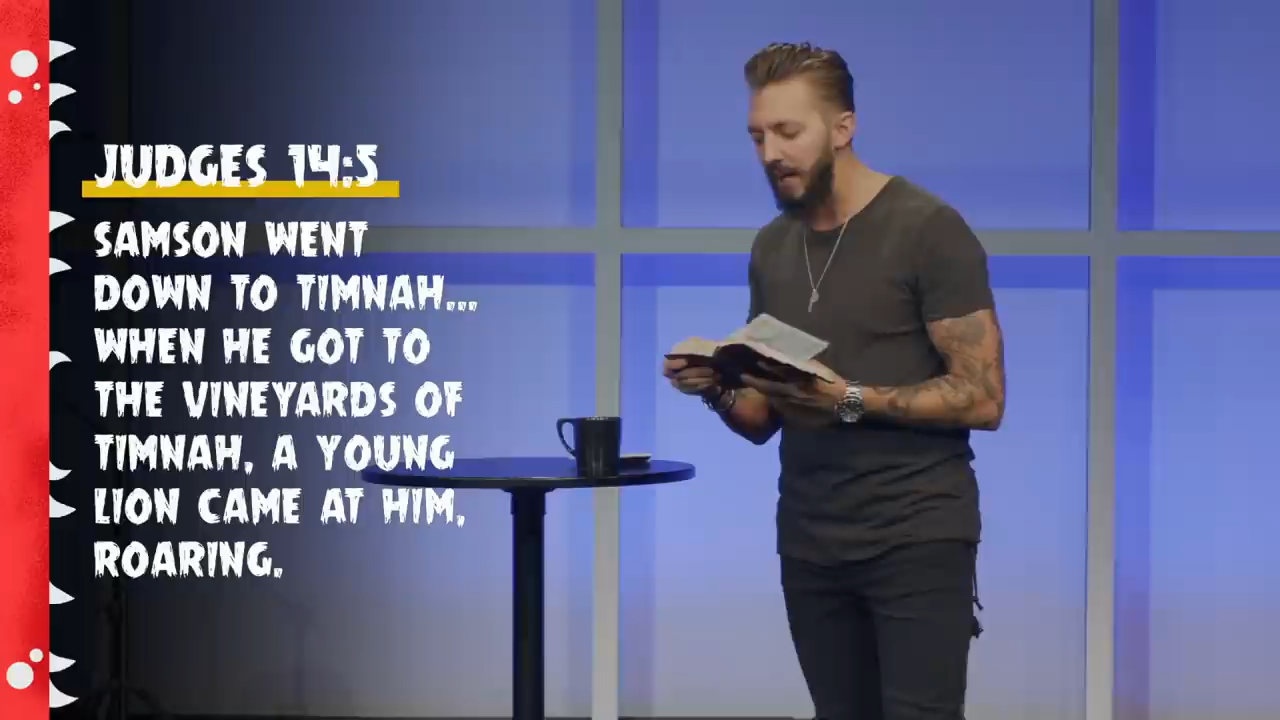 JUDGES 14:5
SAMSON WENT
DOWN TO TIMNAH...
WHEN HE GOT TO
THE VINEYARDS OF
TIMNAH, A YOUNG
LION CAME AT HIM,
ROARING.